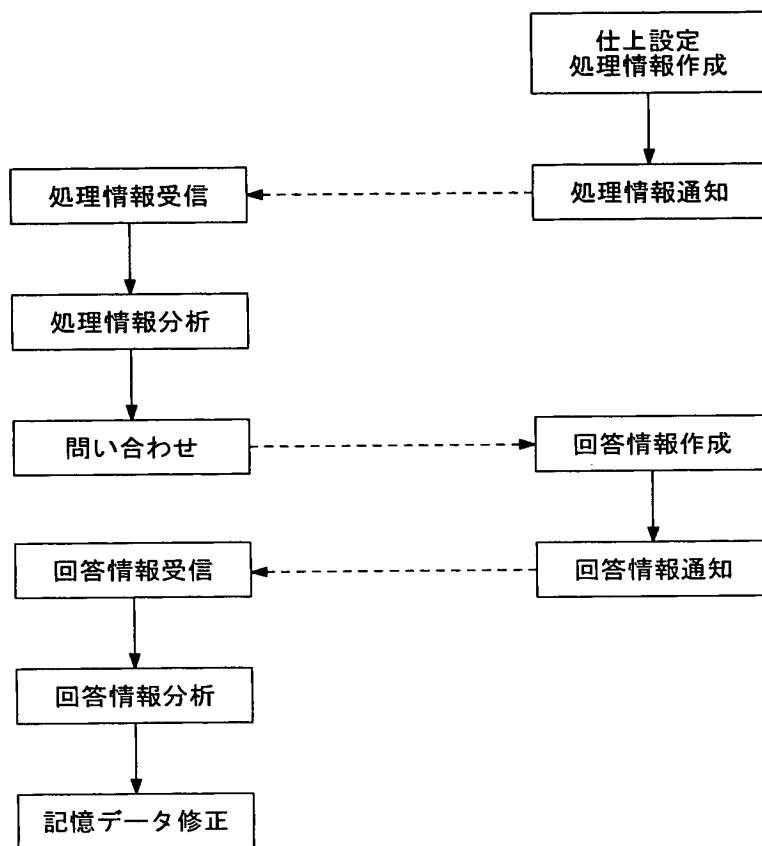 仕上設定
処理情報作成
処理情報受信
処理情報通知
処理情報分析
問い合わせ
回答情報作成
回答情報受信
回答情報通知
回答情報分析
記憶データ修正